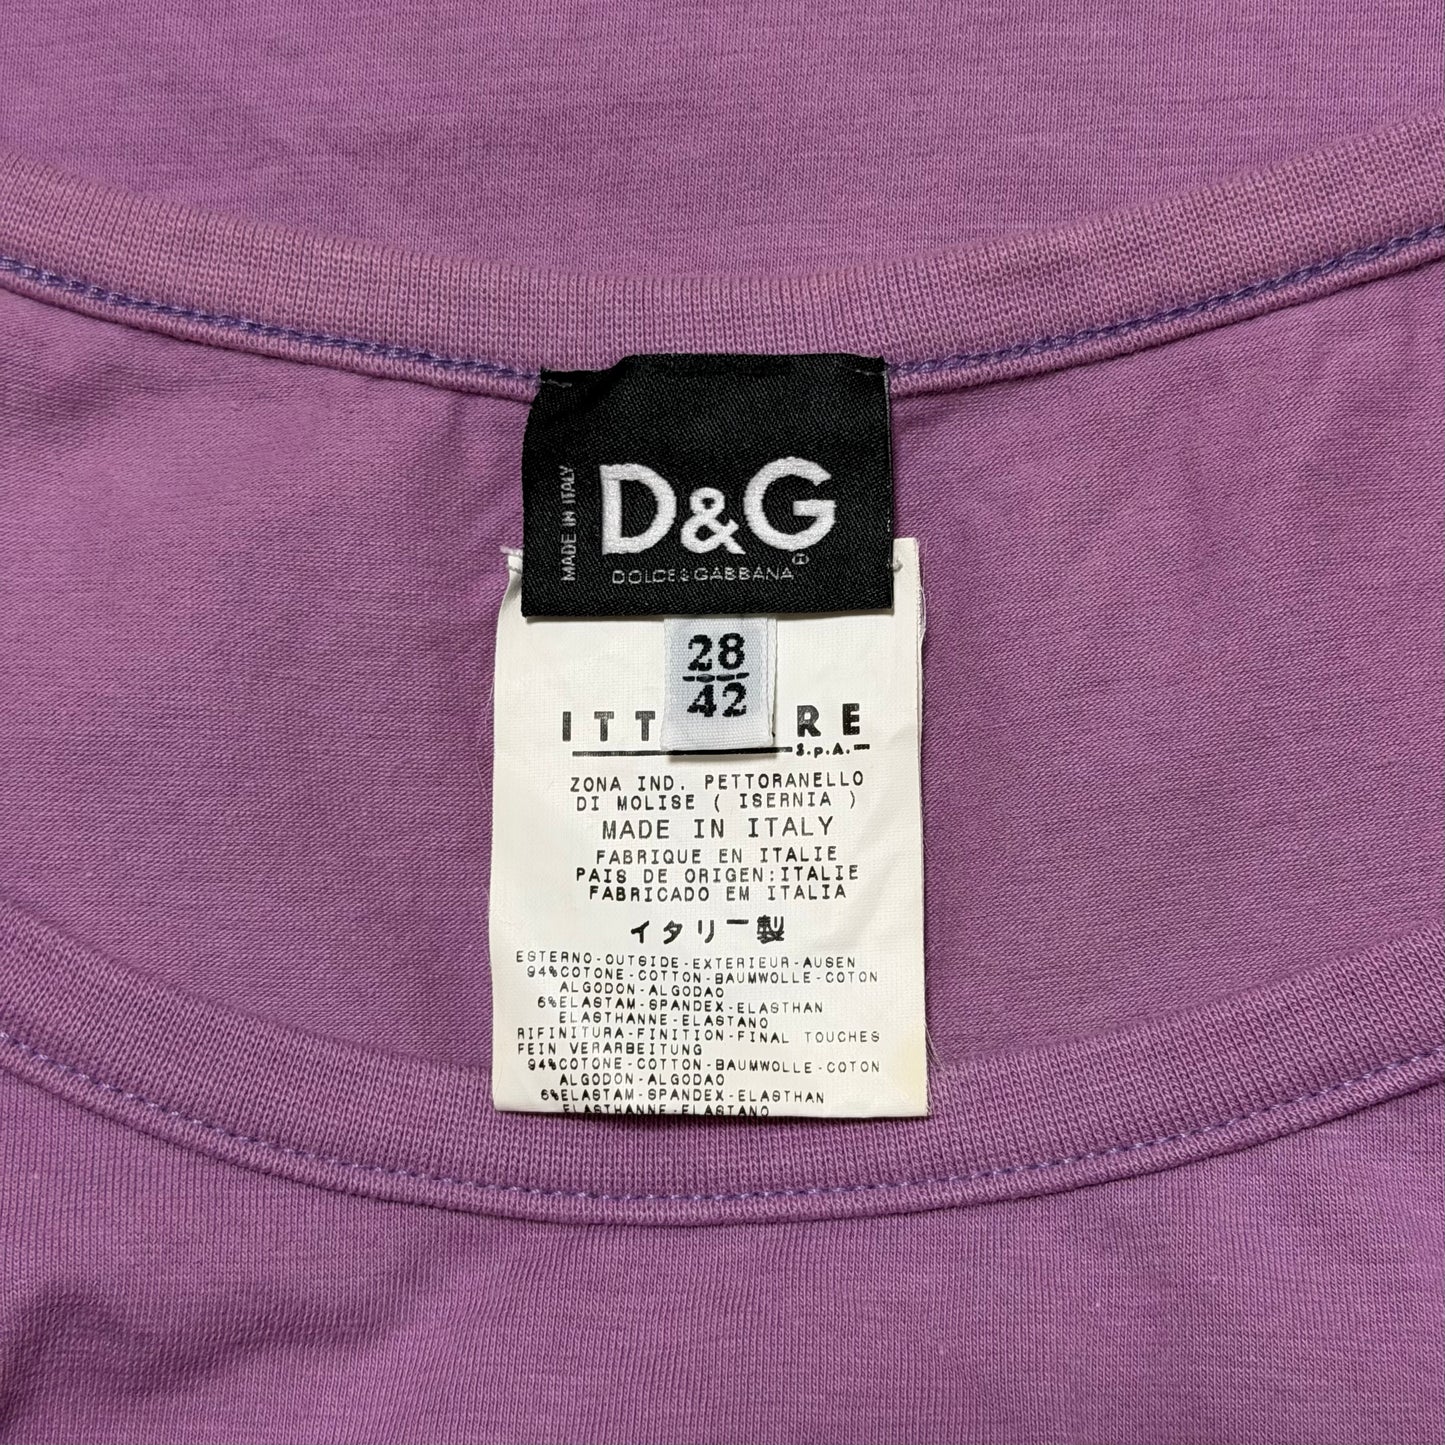 MADE IN ITALY
D&G
DOLCE&GABBANA
28
42
ITT RE
S.p.A.
ZONA IND. PETTORANELLO
DI MOLISE ( ISERNIA )
MADE IN ITALY
FABRIQUE EN ITALIE
PAIS DE ORIGEN:ITALIE
FABRICADO EM ITALIA
イタリー製
ESTERNO-OUTSIDE-EXTERIEUR-AUSEN
94%COTONE-COTTON-BAUMWOLLE-COTON
ALGODON-ALGODAO
6%ELASTAM-SPANDEX-ELASTHAN
ELASTHANNE-ELASTANO
RIFINITURA-FINITION-FINAL TOUCHES
FEIN VERARBEITUNG
94%COTONE-COTTON-BAUMWOLLE-COTON
ALGODON-ALGODAO
6%ELASTAM-SPANDEX-ELASTHAN
ELASTHANNE-ELASTANO